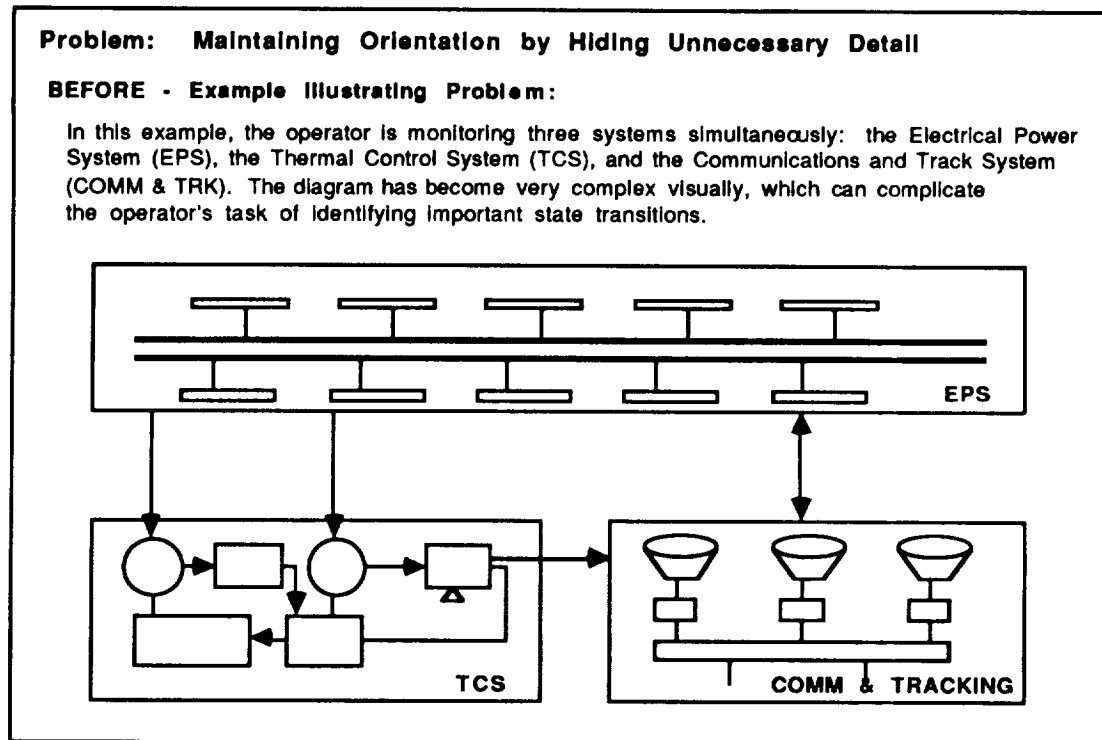 Problem: Maintaining Orientation by Hiding Unnecessary Detail
BEFORE - Example Illustrating Problem:
In this example, the operator is monitoring three systems simultaneously: the Electrical Power
System (EPS), the Thermal Control System (TCS), and the Communications and Track System
(COMM & TRK). The diagram has become very complex visually, which can complicate
the operator's task of identifying important state transitions.
EPS
TCS
COMM & TRACKING